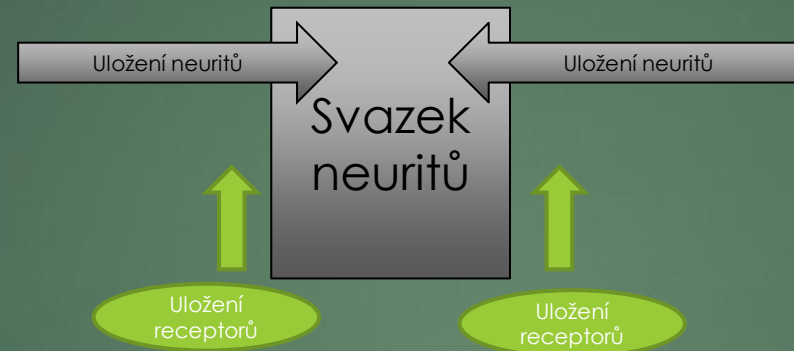 Uložení neuritů
Uložení neuritů
Svazek
neuritů
Uložení
receptorů
Uložení
receptorů